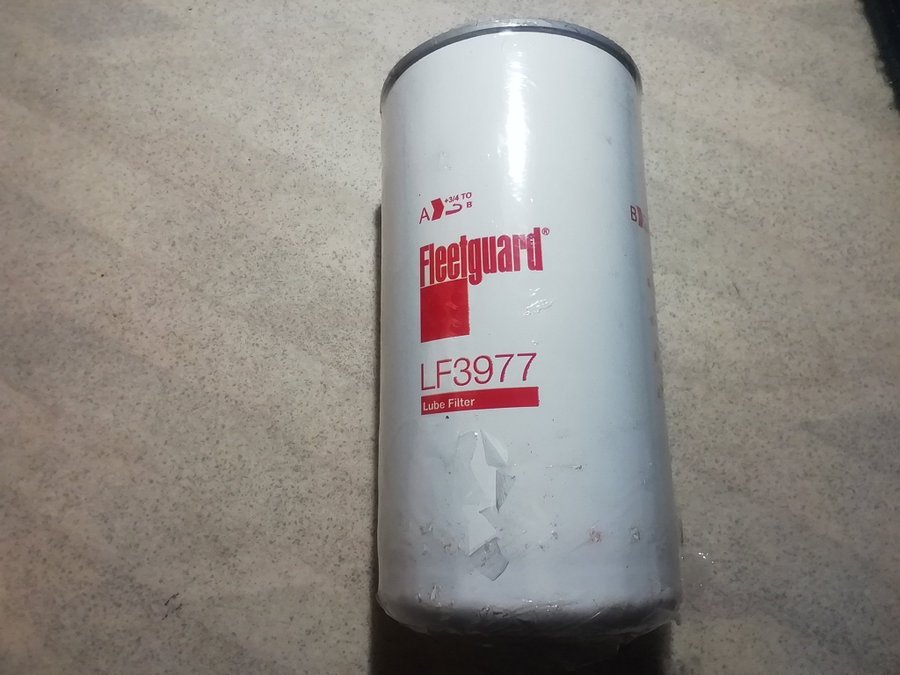 A +3/4 TO B
B
Fleetguard®
LF3977
Lube Filter